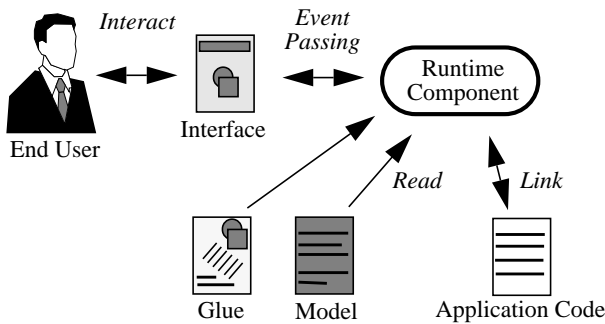 Interact
Event
Passing
Runtime
Component
Interface
End User
Read
Link
Glue
Model
Application Code